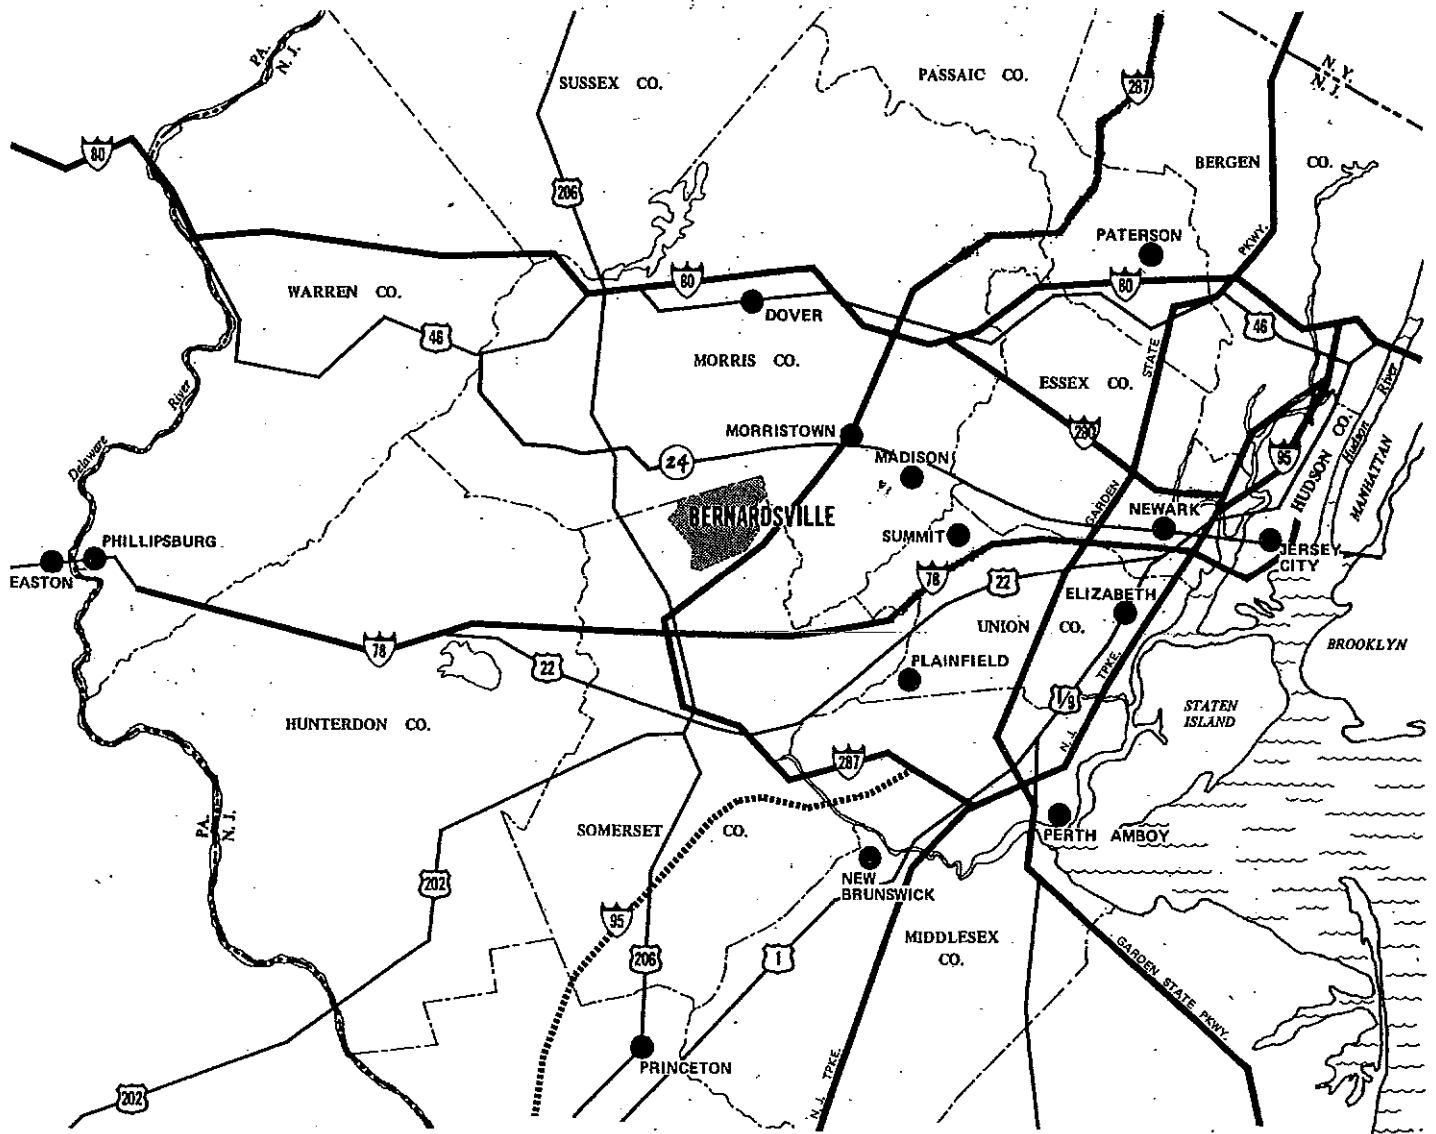 PA.
N. J.
SUSSEX CO.
PASSAIC CO.
287
N. Y.
N. J.
80
206
BERGEN CO.
PATERSON
PKWY.
WARREN CO.
80
80
DOVER
46
46
MORRIS CO.
STATE
ESSEX CO.
River
Hudson
River
MORRISTOWN
280
24
MADISON
95
HUDSON CO.
MANHATTAN
Delaware
BERNARDSVILLE
GARDEN
NEWARK
PHILLIPSBURG
SUMMIT
JERSEY
CITY
EASTON
78
22
ELIZABETH
UNION CO.
78
22
PLAINFIELD
TPKE.
BROOKLYN
1/9
STATEN
ISLAND
HUNTERDON CO.
N. J.
287
PA.
N. J.
SOMERSET CO.
PERTH AMBOY
NEW
BRUNSWICK
202
95
206
1
MIDDLESEX
CO.
GARDEN STATE PKWY.
PRINCETON
N. J. TPKE.
202